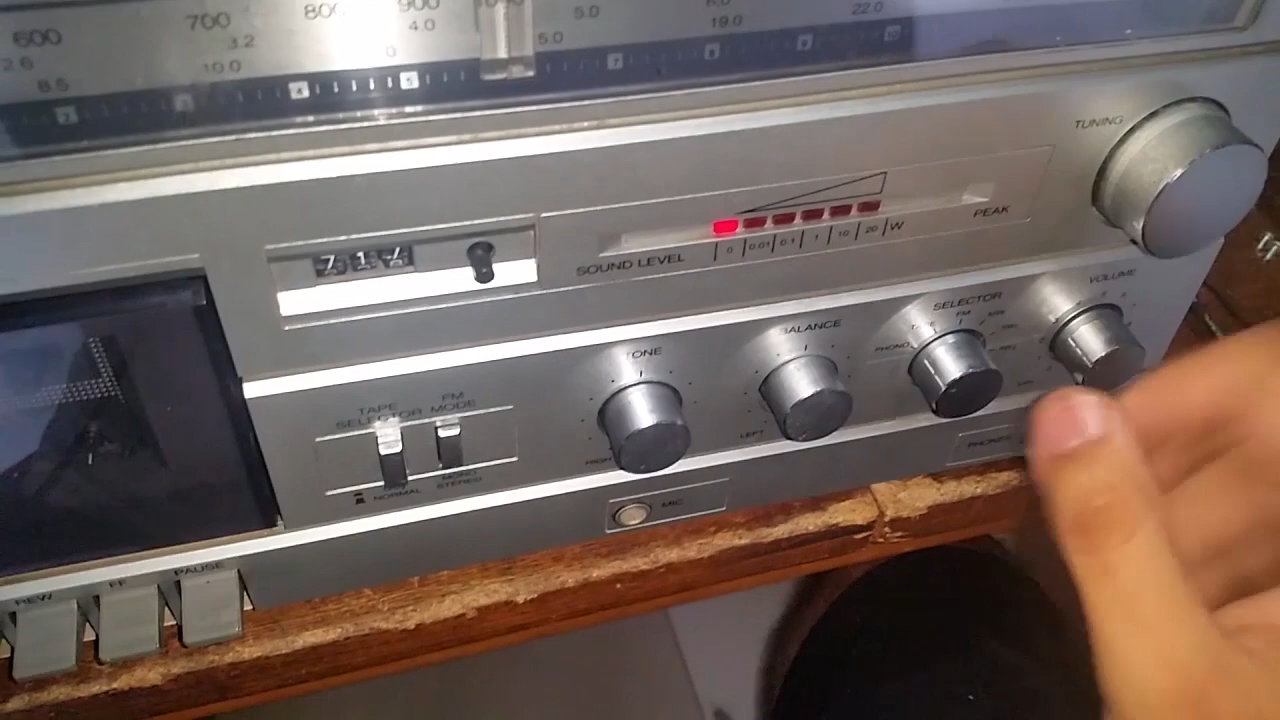 600 700 800 900
3.2 4.0 5.0
2.6 10.0 0 5.0 19.0 22.0
8.5
2 3 4 5 7 8 9 10
TUNING
PEAK
0 0.01 0.1 1 10 20 W
SOUND LEVEL
VOLUME
SELECTOR
FM
TAPE
PHONO
BALANCE
LEFT
TONE
HIGH
TAPE
SELECTOR
FM
MODE
NORMAL
MONO
STEREO
PHONES
MIC
REW FF PAUSE